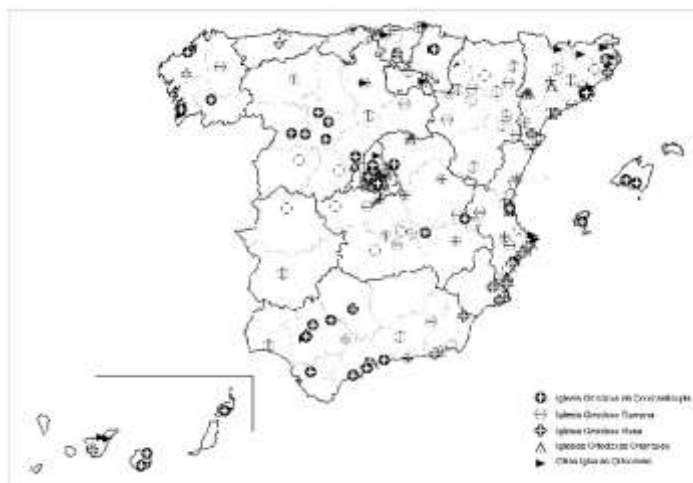 Iglesia Ortodoxa de Constantinopla
Iglesia Ortodoxa Rumana
Iglesia Ortodoxa Rusa
Iglesias Ortodoxas Orientales
Otras Iglesias Ortodoxas